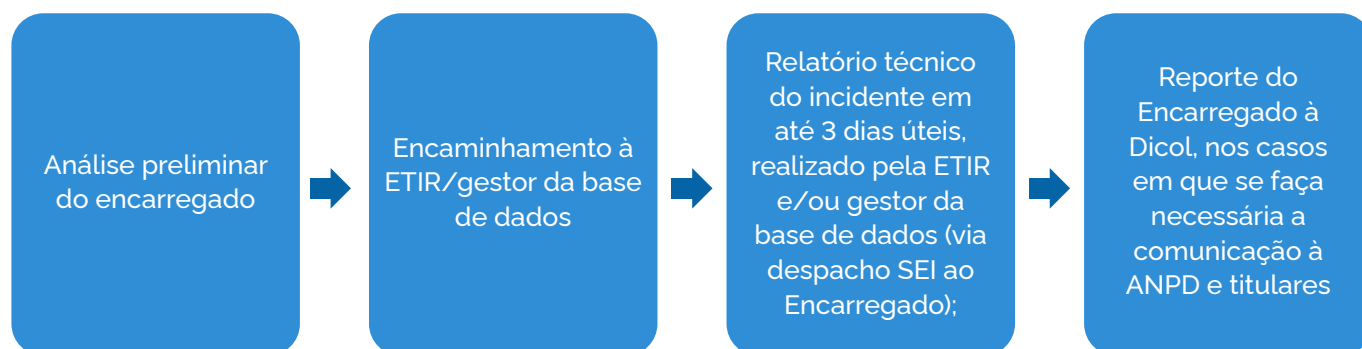 Análise preliminar
do encarregado
Encaminhamento à
ETIR/gestor da base
de dados
Relatório técnico
do incidente em
até 3 dias úteis,
realizado pela ETIR
e/ou gestor da
base de dados (via
despacho SEI ao
Encarregado);
Reporte do
Encarregado à
Dicol, nos casos
em que se faça
necessária a
comunicação à
ANPD e titulares